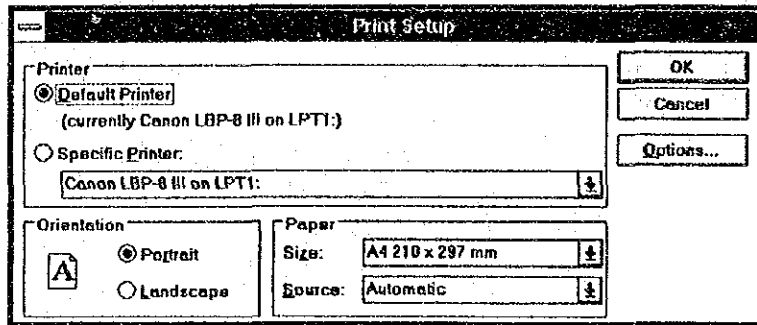 Print Setup
Printer
Default Printer
(currently Canon LBP-8 III on LPT1:)
Specific Printer:
Canon LBP-8 III on LPT1:
OK
Cancel
Options...
Orientation
A
Portrait
Landscape
Paper
Size: A4 210 x 297 mm
Source: Automatic